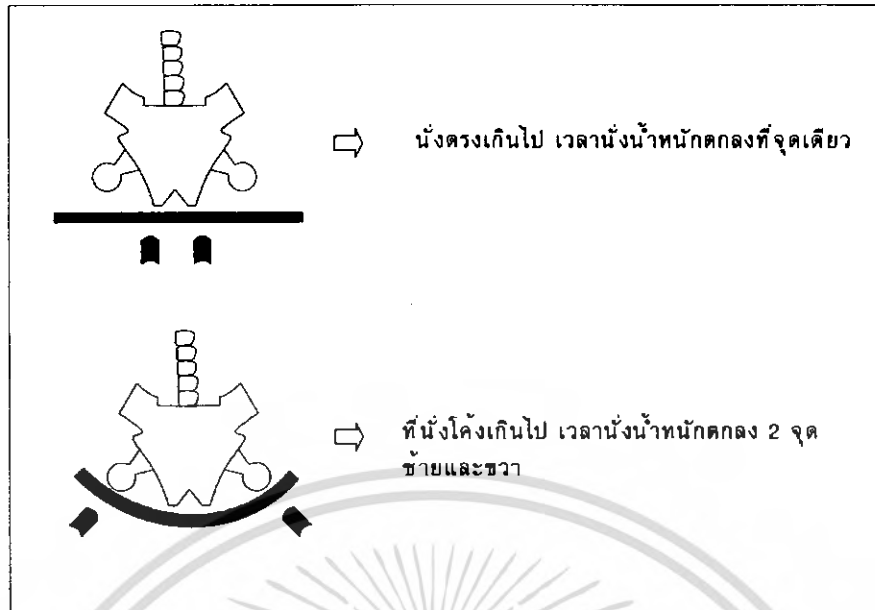 นั่งตรงเกินไป เวลานั่งน้ำหนักตกลงที่จุดเดียว
ที่นั่งโค้งเกินไป เวลานั่งน้ำหนักตกลง 2 จุด
ซ้ายและขวา